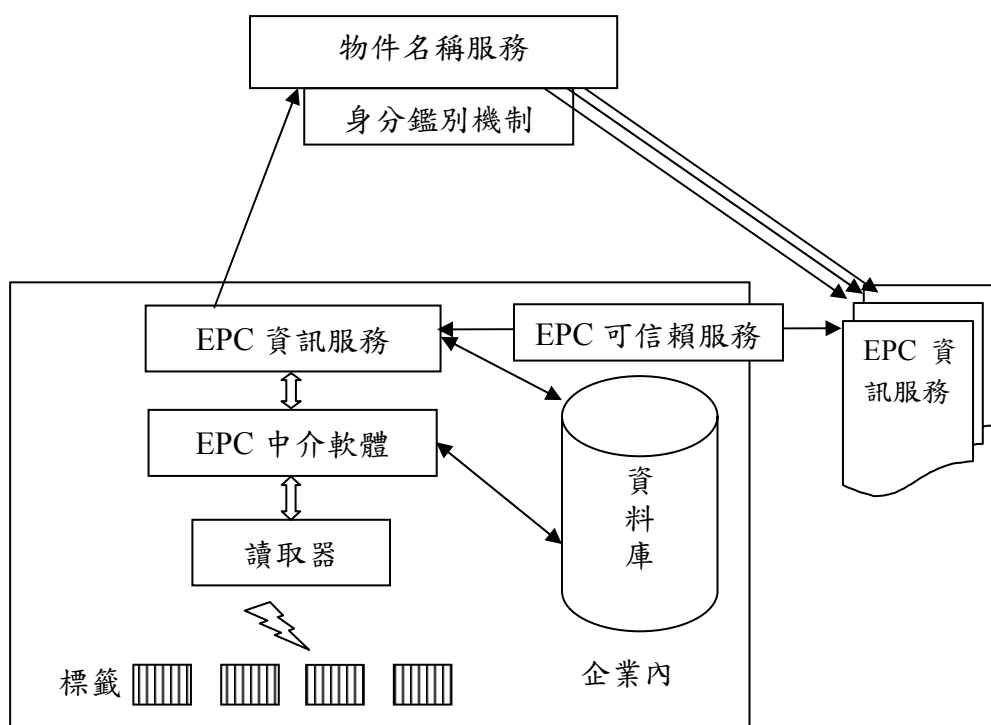 物件名稱服務
身分鑑別機制
EPC 資訊服務
EPC 可信賴服務
EPC 資
訊服務
EPC 中介軟體
資
料
庫
讀取器
標籤
企業內